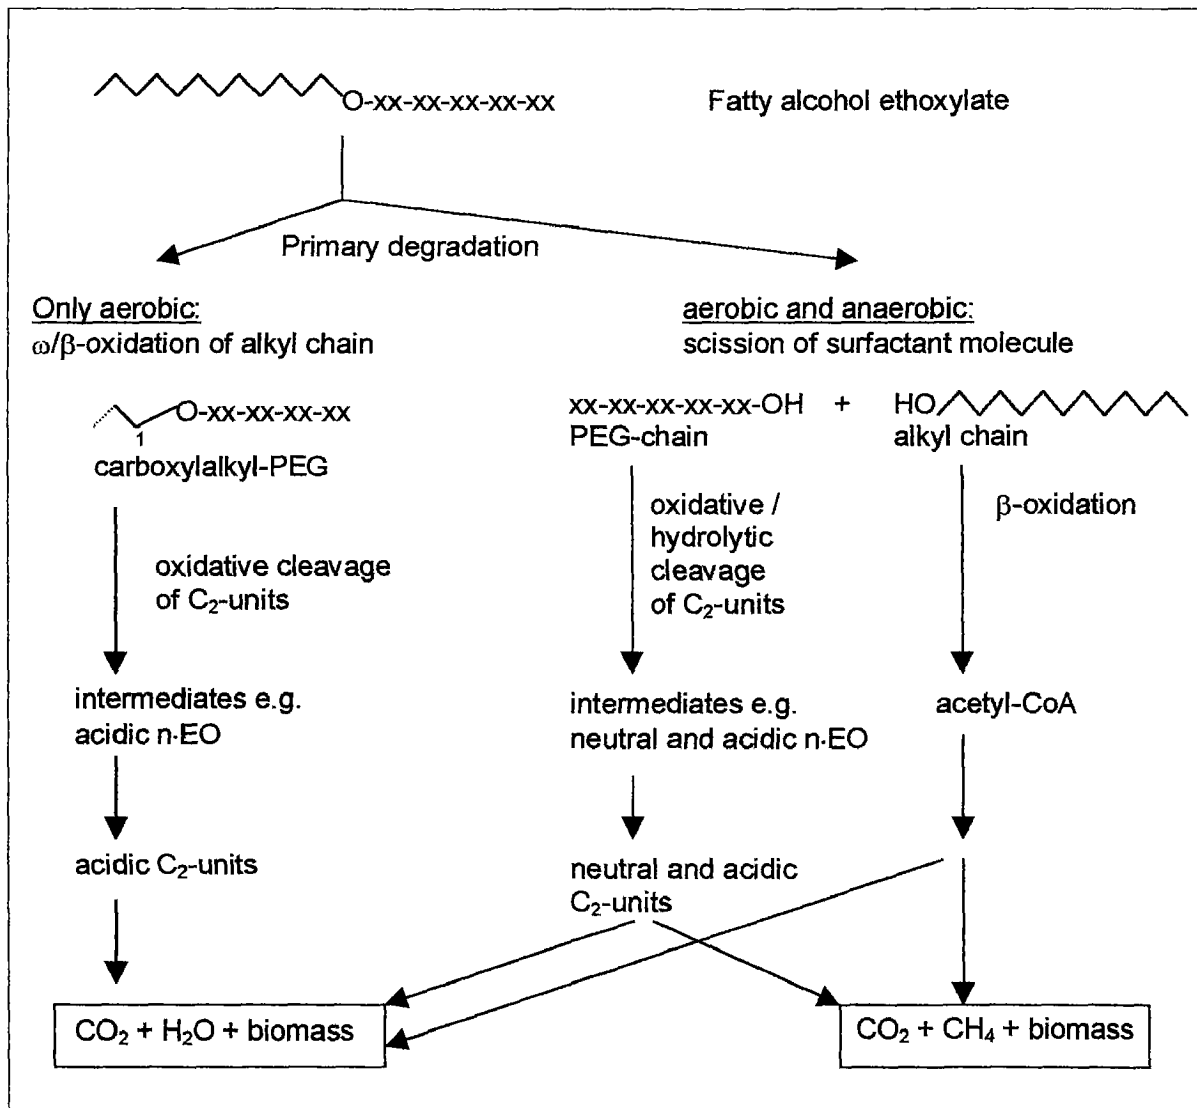 O-xx-xx-xx-xx-xx
Fatty alcohol ethoxylate
Primary degradation
Only aerobic:
ω/β-oxidation of alkyl chain
aerobic and anaerobic:
scission of surfactant molecule
O-xx-xx-xx-xx
1
carboxylalkyl-PEG
xx-xx-xx-xx-xx-OH + HO
PEG-chain
alkyl chain
oxidative cleavage
of C₂-units
oxidative /
hydrolytic
cleavage
of C₂-units
β-oxidation
intermediates e.g.
acidic n·EO
intermediates e.g.
neutral and acidic n·EO
acetyl-CoA
acidic C₂-units
neutral and acidic
C₂-units
CO₂ + H₂O + biomass
CO₂ + CH₄ + biomass